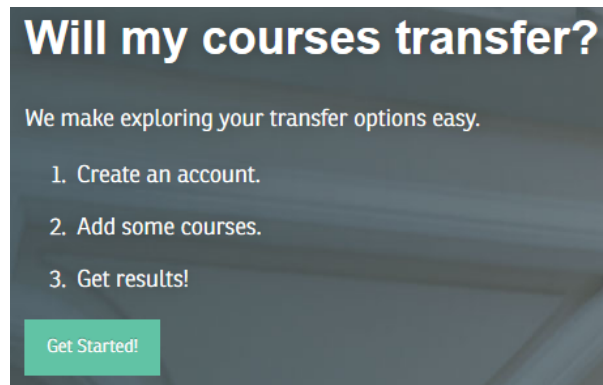 Will my courses transfer?
We make exploring your transfer options easy.
1. Create an account.
2. Add some courses.
3. Get results!
Get Started!